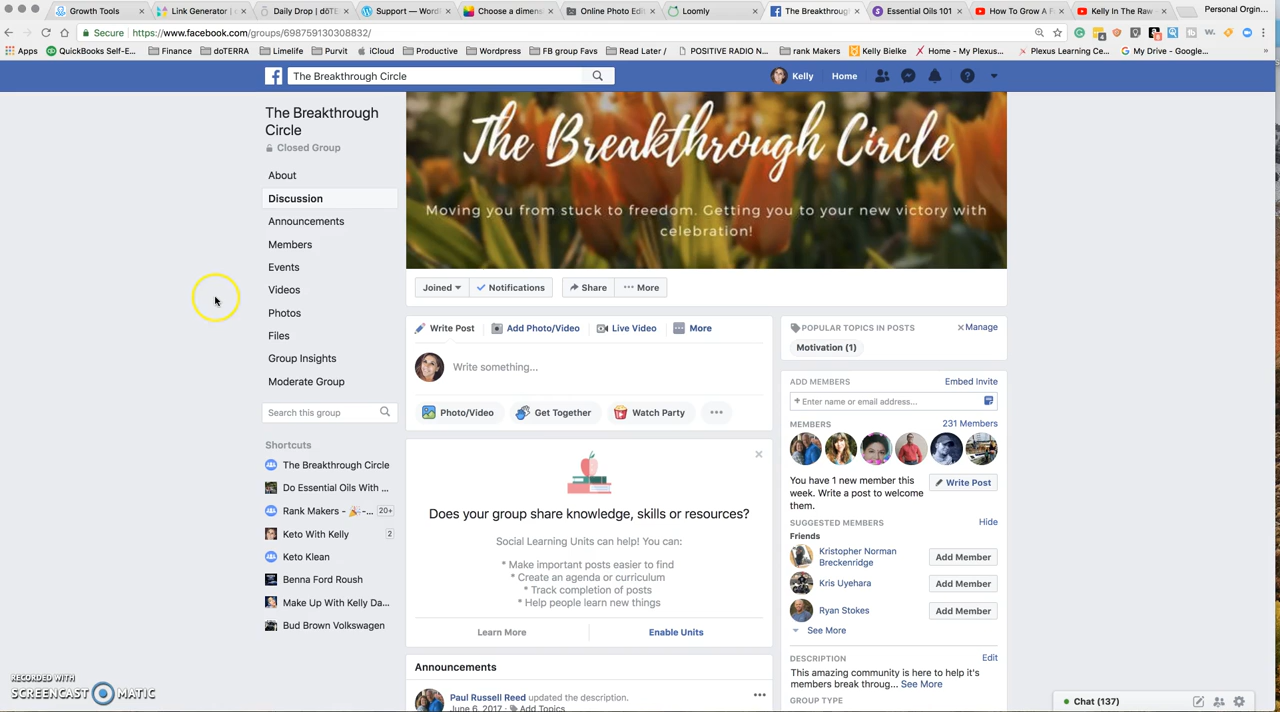 Growth Tools
Link Generator | c
Daily Drop | dōTE
Support — WordP
Choose a dimens
Online Photo Edit
Loomly
The Breakthrough
Essential Oils 101
How To Grow A F
Kelly In The Raw
Personal Orgin...
Secure https://www.facebook.com/groups/698759130308832/
Apps
QuickBooks Self-E...
Finance
doTERRA
Limelife
Purvit
iCloud
Productive
Wordpress
FB group Favs
Read Later /
POSITIVE RADIO N...
rank Makers
Kelly Bielke
Home - My Plexus...
Plexus Learning Ce...
My Drive - Google...
The Breakthrough Circle
Kelly
Home
The Breakthrough
Circle
Closed Group
About
Discussion
Announcements
Members
Events
Videos
Photos
Files
Group Insights
Moderate Group
Search this group
Shortcuts
The Breakthrough Circle
Do Essential Oils With ...
Rank Makers - 🎉-... 20+
Keto With Kelly 2
Keto Klean
Benna Ford Roush
Make Up With Kelly Da...
Bud Brown Volkswagen
RECORDED WITH
SCREENCAST MATIC
The Breakthrough Circle
Moving you from stuck to freedom. Getting you to your new victory with
celebration!
Joined
Notifications
Share
More
Write Post
Add Photo/Video
Live Video
More
Write something...
Photo/Video
Get Together
Watch Party
Does your group share knowledge, skills or resources?
Social Learning Units can help! You can:
* Make important posts easier to find
* Create an agenda or curriculum
* Track completion of posts
* Help people learn new things
Learn More
Enable Units
Announcements
Paul Russell Reed updated the description.
June 6, 2017 · Add Topics
POPULAR TOPICS IN POSTS
Manage
Motivation (1)
ADD MEMBERS
Embed Invite
+ Enter name or email address...
MEMBERS
231 Members
You have 1 new member this
week. Write a post to welcome
them.
Write Post
SUGGESTED MEMBERS
Hide
Friends
Kristopher Norman
Breckenridge
Add Member
Kris Uyehara
Add Member
Ryan Stokes
Add Member
See More
DESCRIPTION
Edit
This amazing community is here to help it's
members break throug... See More
GROUP TYPE
Chat (137)